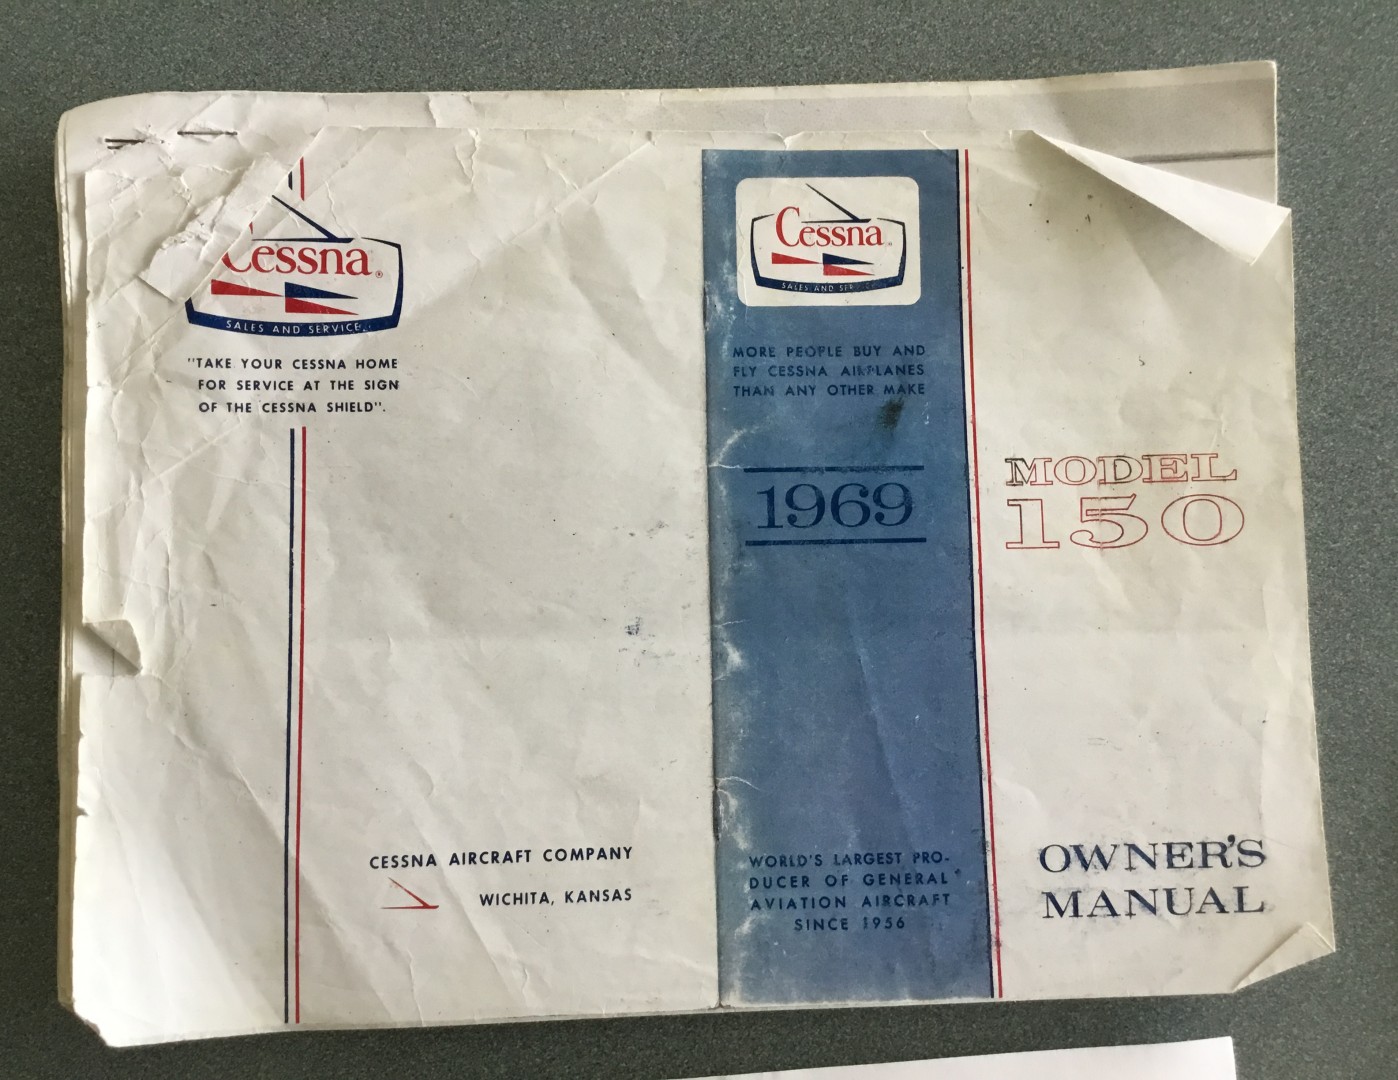 Cessna®
SALES AND SERVICE
"TAKE YOUR CESSNA HOME
FOR SERVICE AT THE SIGN
OF THE CESSNA SHIELD".
CESSNA AIRCRAFT COMPANY
WICHITA, KANSAS
Cessna®
SALES AND SERVICE
MORE PEOPLE BUY AND
FLY CESSNA AIRPLANES
THAN ANY OTHER MAKE
1969
WORLD'S LARGEST PRO-
DUCER OF GENERAL
AVIATION AIRCRAFT
SINCE 1956
MODEL
150
OWNER'S
MANUAL